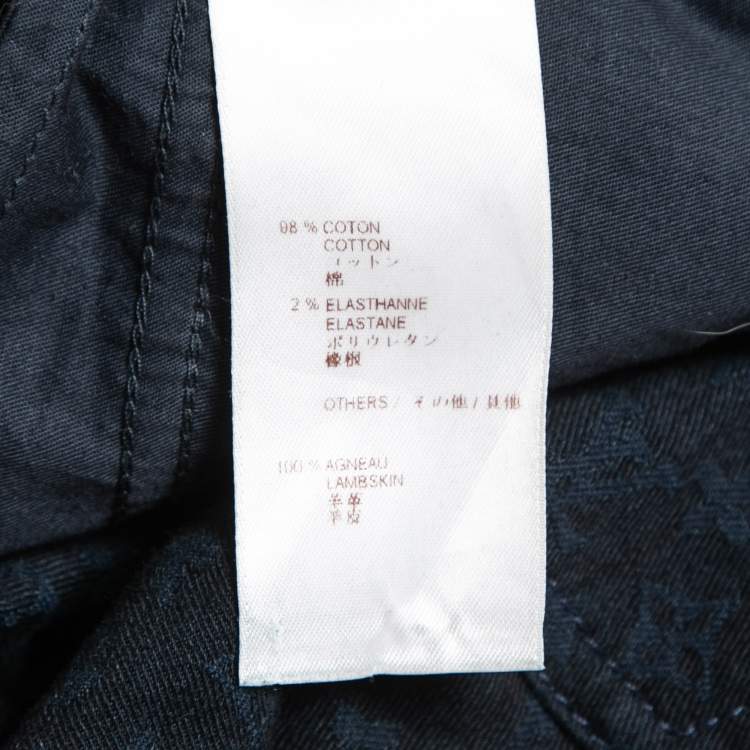 98 % COTON
COTTON
コットン
棉
2 % ELASTHANNE
ELASTANE
ポリウレタン
橡根
OTHERS / その他 / 其他
100 % AGNEAU
LAMBSKIN
羊革
羊皮